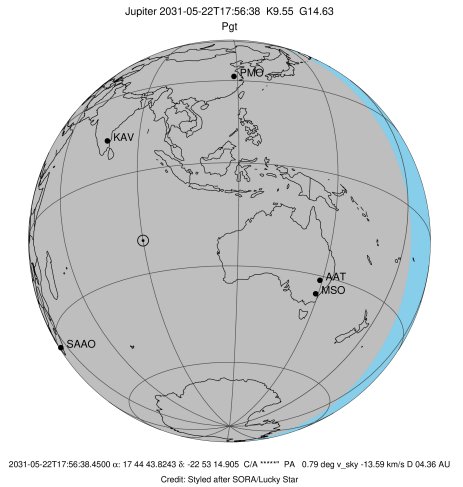 Jupiter 2031-05-22T17:56:38 K9.55 G14.63
Pgt
PMO
KAV
AAT
MSO
SAAO
2031-05-22T17:56:38.4500 α: 17 44 43.8243 δ: -22 53 14.905 C/A *****" PA 0.79 deg v_sky -13.59 km/s D 04.36 AU
Credit: Styled after SORA/Lucky Star